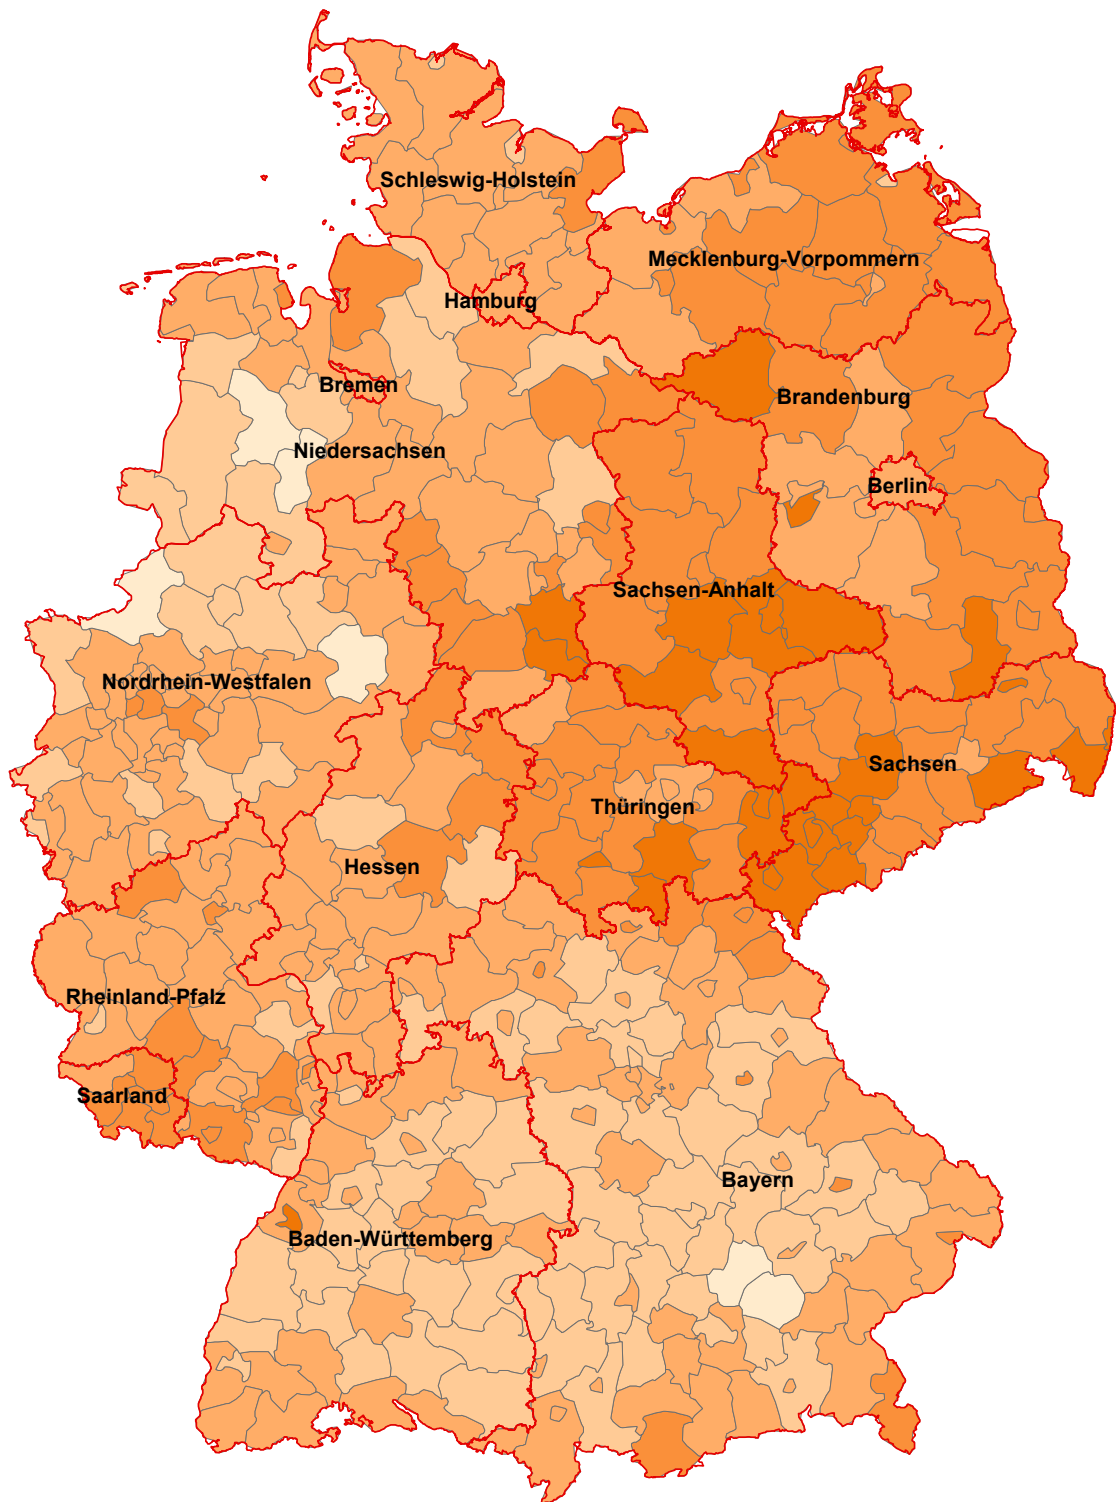 Schleswig-Holstein
Mecklenburg-Vorpommern
Hamburg
Bremen
Brandenburg
Niedersachsen
Berlin
Sachsen-Anhalt
Nordrhein-Westfalen
Sachsen
Thüringen
Hessen
Rheinland-Pfalz
Saarland
Bayern
Baden-Württemberg